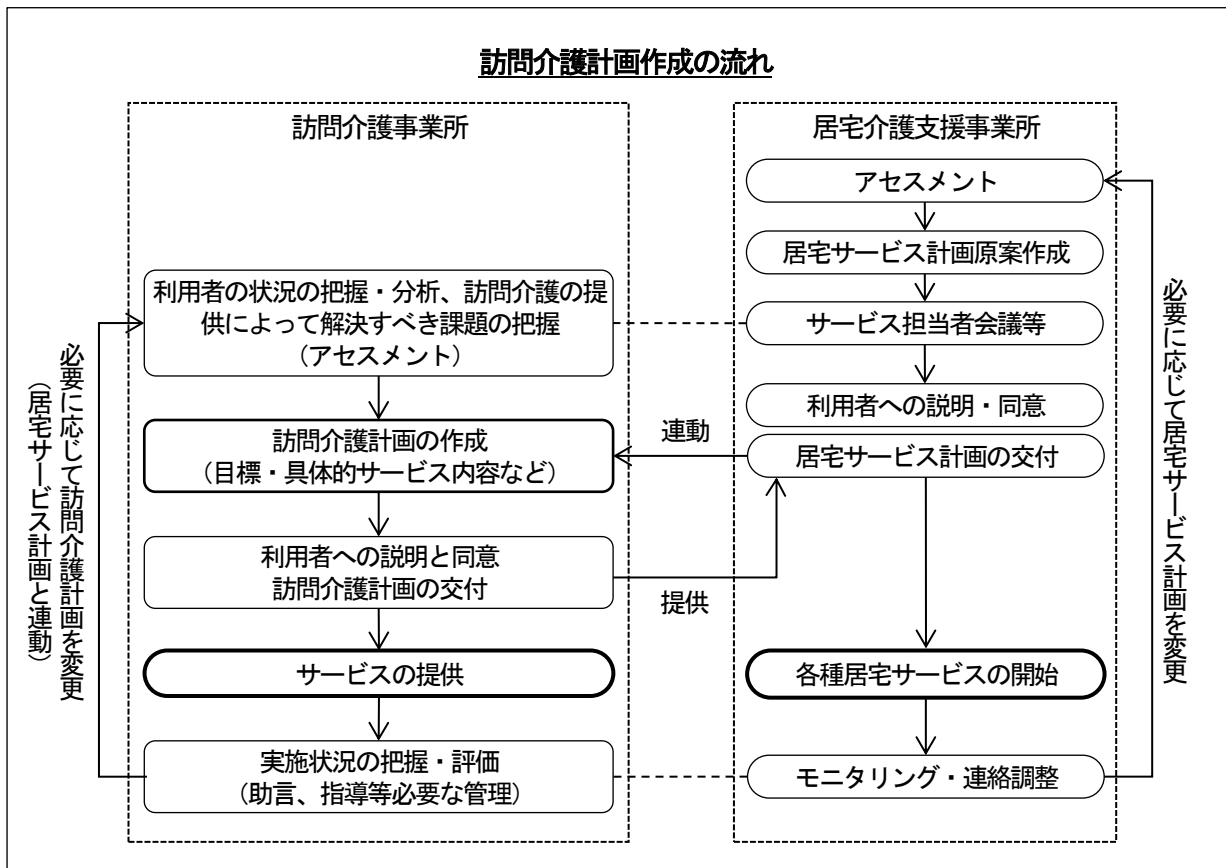 訪問介護計画作成の流れ
訪問介護事業所
利用者の状況の把握・分析、訪問介護の提
供によって解決すべき課題の把握
(アセスメント)
訪問介護計画の作成
(目標・具体的サービス内容など)
利用者への説明と同意
訪問介護計画の交付
サービスの提供
実施状況の把握・評価
(助言、指導等必要な管理)
必要に応じて訪問介護計画を変更
(居宅サービス計画と連動)
連動
提供
居宅介護支援事業所
アセスメント
居宅サービス計画原案作成
サービス担当者会議等
利用者への説明・同意
居宅サービス計画の交付
各種居宅サービスの開始
モニタリング・連絡調整
必要に応じて居宅サービス計画を変更